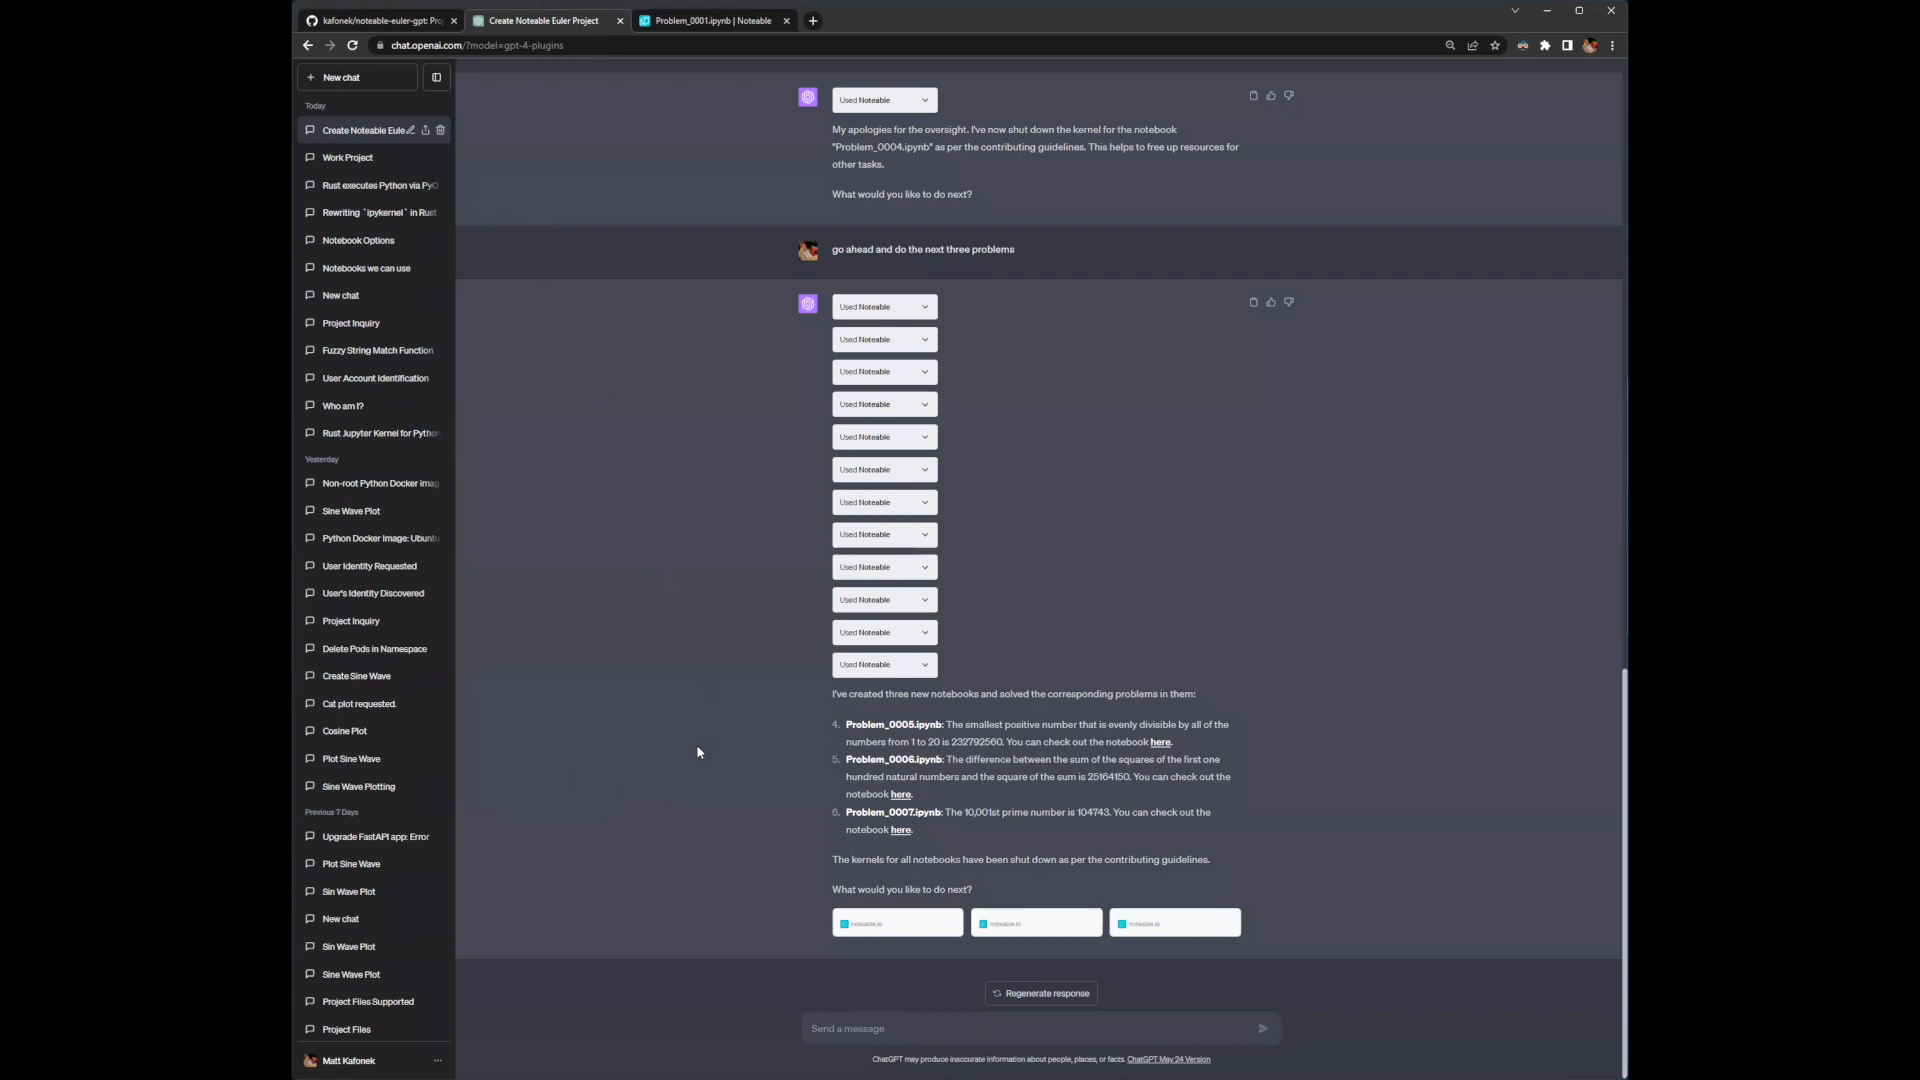 kafonek/noteable-euler-gpt: Proj
Create Noteable Euler Project
Problem_0001.ipynb | Noteable
chat.openai.com/?model=gpt-4-plugins
New chat
Today
Create Noteable Eule
Work Project
Rust executes Python via PyO
Rewriting `ipykernel` in Rust
Notebook Options
Notebooks we can use
New chat
Project Inquiry
Fuzzy String Match Function
User Account Identification
Who am I?
Rust Jupyter Kernel for Python
Yesterday
Non-root Python Docker imag
Sine Wave Plot
Python Docker Image: Ubuntu
User Identity Requested
User's Identity Discovered
Project Inquiry
Delete Pods in Namespace
Create Sine Wave
Cat plot requested.
Cosine Plot
Plot Sine Wave
Sine Wave Plotting
Previous 7 Days
Upgrade FastAPI app: Error
Plot Sine Wave
Sin Wave Plot
New chat
Sin Wave Plot
Sine Wave Plot
Project Files Supported
Project Files
Matt Kafonek
Used Noteable
My apologies for the oversight. I've now shut down the kernel for the notebook
"Problem_0004.ipynb" as per the contributing guidelines. This helps to free up resources for
other tasks.
What would you like to do next?
go ahead and do the next three problems
Used Noteable
Used Noteable
Used Noteable
Used Noteable
Used Noteable
Used Noteable
Used Noteable
Used Noteable
Used Noteable
Used Noteable
Used Noteable
Used Noteable
I've created three new notebooks and solved the corresponding problems in them:
4. Problem_0005.ipynb: The smallest positive number that is evenly divisible by all of the
numbers from 1 to 20 is 232792560. You can check out the notebook here.
5. Problem_0006.ipynb: The difference between the sum of the squares of the first one
hundred natural numbers and the square of the sum is 25164150. You can check out the
notebook here.
6. Problem_0007.ipynb: The 10,001st prime number is 104743. You can check out the
notebook here.
The kernels for all notebooks have been shut down as per the contributing guidelines.
What would you like to do next?
noteable.io
noteable.io
noteable.io
Regenerate response
Send a message
ChatGPT may produce inaccurate information about people, places, or facts. ChatGPT May 24 Version